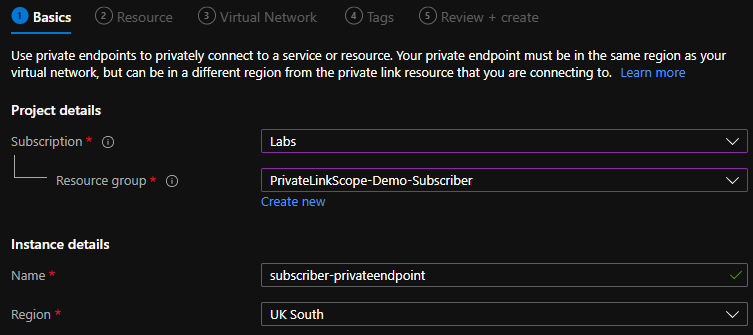 1 Basics 2 Resource 3 Virtual Network 4 Tags 5 Review + create
Use private endpoints to privately connect to a service or resource. Your private endpoint must be in the same region as your
virtual network, but can be in a different region from the private link resource that you are connecting to. Learn more
Project details
Subscription * Labs
Resource group * PrivateLinkScope-Demo-Subscriber
Create new
Instance details
Name * subscriber-privateendpoint
Region * UK South